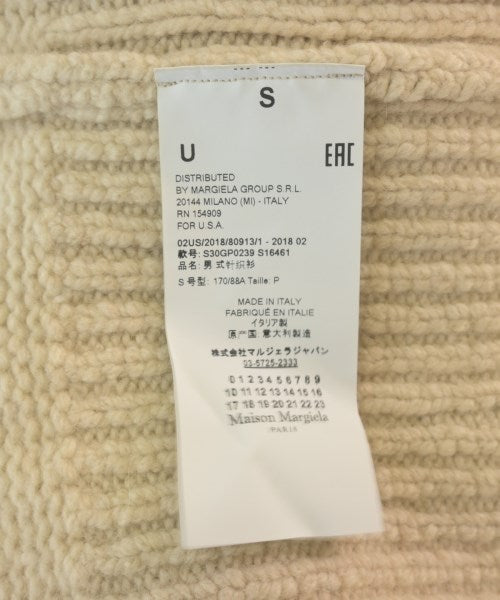 S
U EAC
DISTRIBUTED
BY MARGIELA GROUP S.R.L.
20144 MILANO (MI) - ITALY
RN 154909
FOR U.S.A.
02US/2018/80913/1 - 2018 02
款号: S30GP0239 S16461
品名: 男式针织衫
S 号型: 170/88A Taille: P
MADE IN ITALY
FABRIQUÉ EN ITALIE
イタリア製
原产国:意大利製造
株式会社マルジェラジャパン
03-5725-2333
0 1 2 3 4 5 6 7 8 9
10 11 12 13 14 15 16
17 18 19 20 21 22 23
Maison Margiela
PARIS